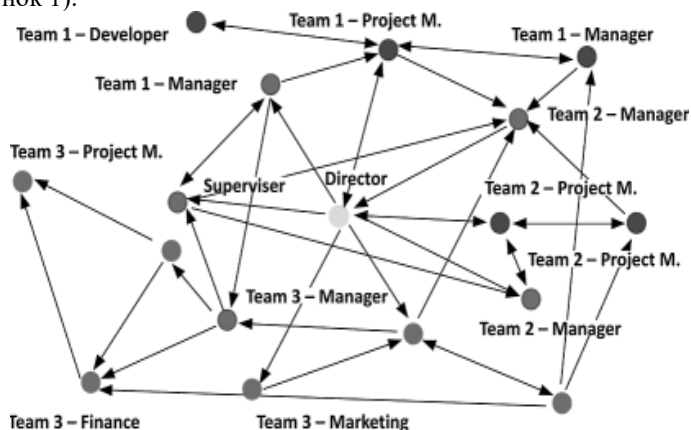 нок 1).
Team 1 – Project M.
Team 1 – Developer
Team 1 – Manager
Team 1 – Manager
Team 2 – Manager
Team 3 – Project M.
Superviser
Director
Team 2 – Project M.
Team 2 – Project M.
Team 3 – Manager
Team 2 – Manager
Team 3 – Finance
Team 3 – Marketing